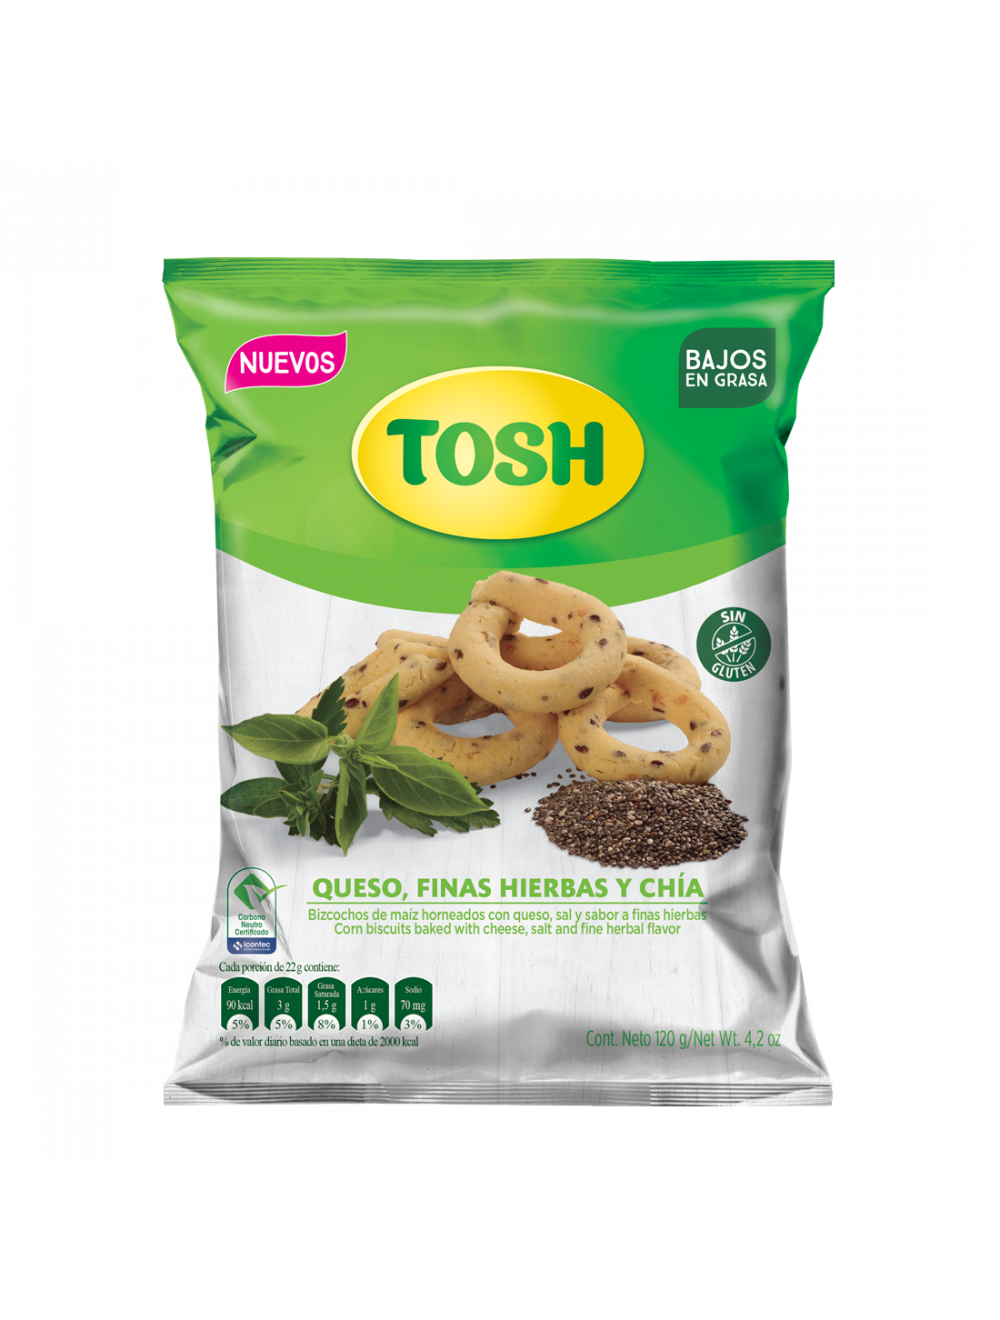 NUEVOS
BAJOS
EN GRASA
TOSH
SIN
GLUTEN
QUESO, FINAS HIERBAS Y CHÍA
Bizcochos de maíz horneados con queso, sal y sabor a finas hierbas
Corn biscuits baked with cheese, salt and fine herbal flavor
Carbono
Neutro
Certificado
icontec
Cada porción de 22 g contiene:
Energía
90 kcal
5%
Grasa Total
3 g
5%
Grasa
Saturada
1,5 g
8%
Azúcares
1 g
1%
Sodio
70 mg
3%
% de valor diario basado en una dieta de 2000 kcal
Cont. Neto 120 g/Net Wt. 4,2 oz